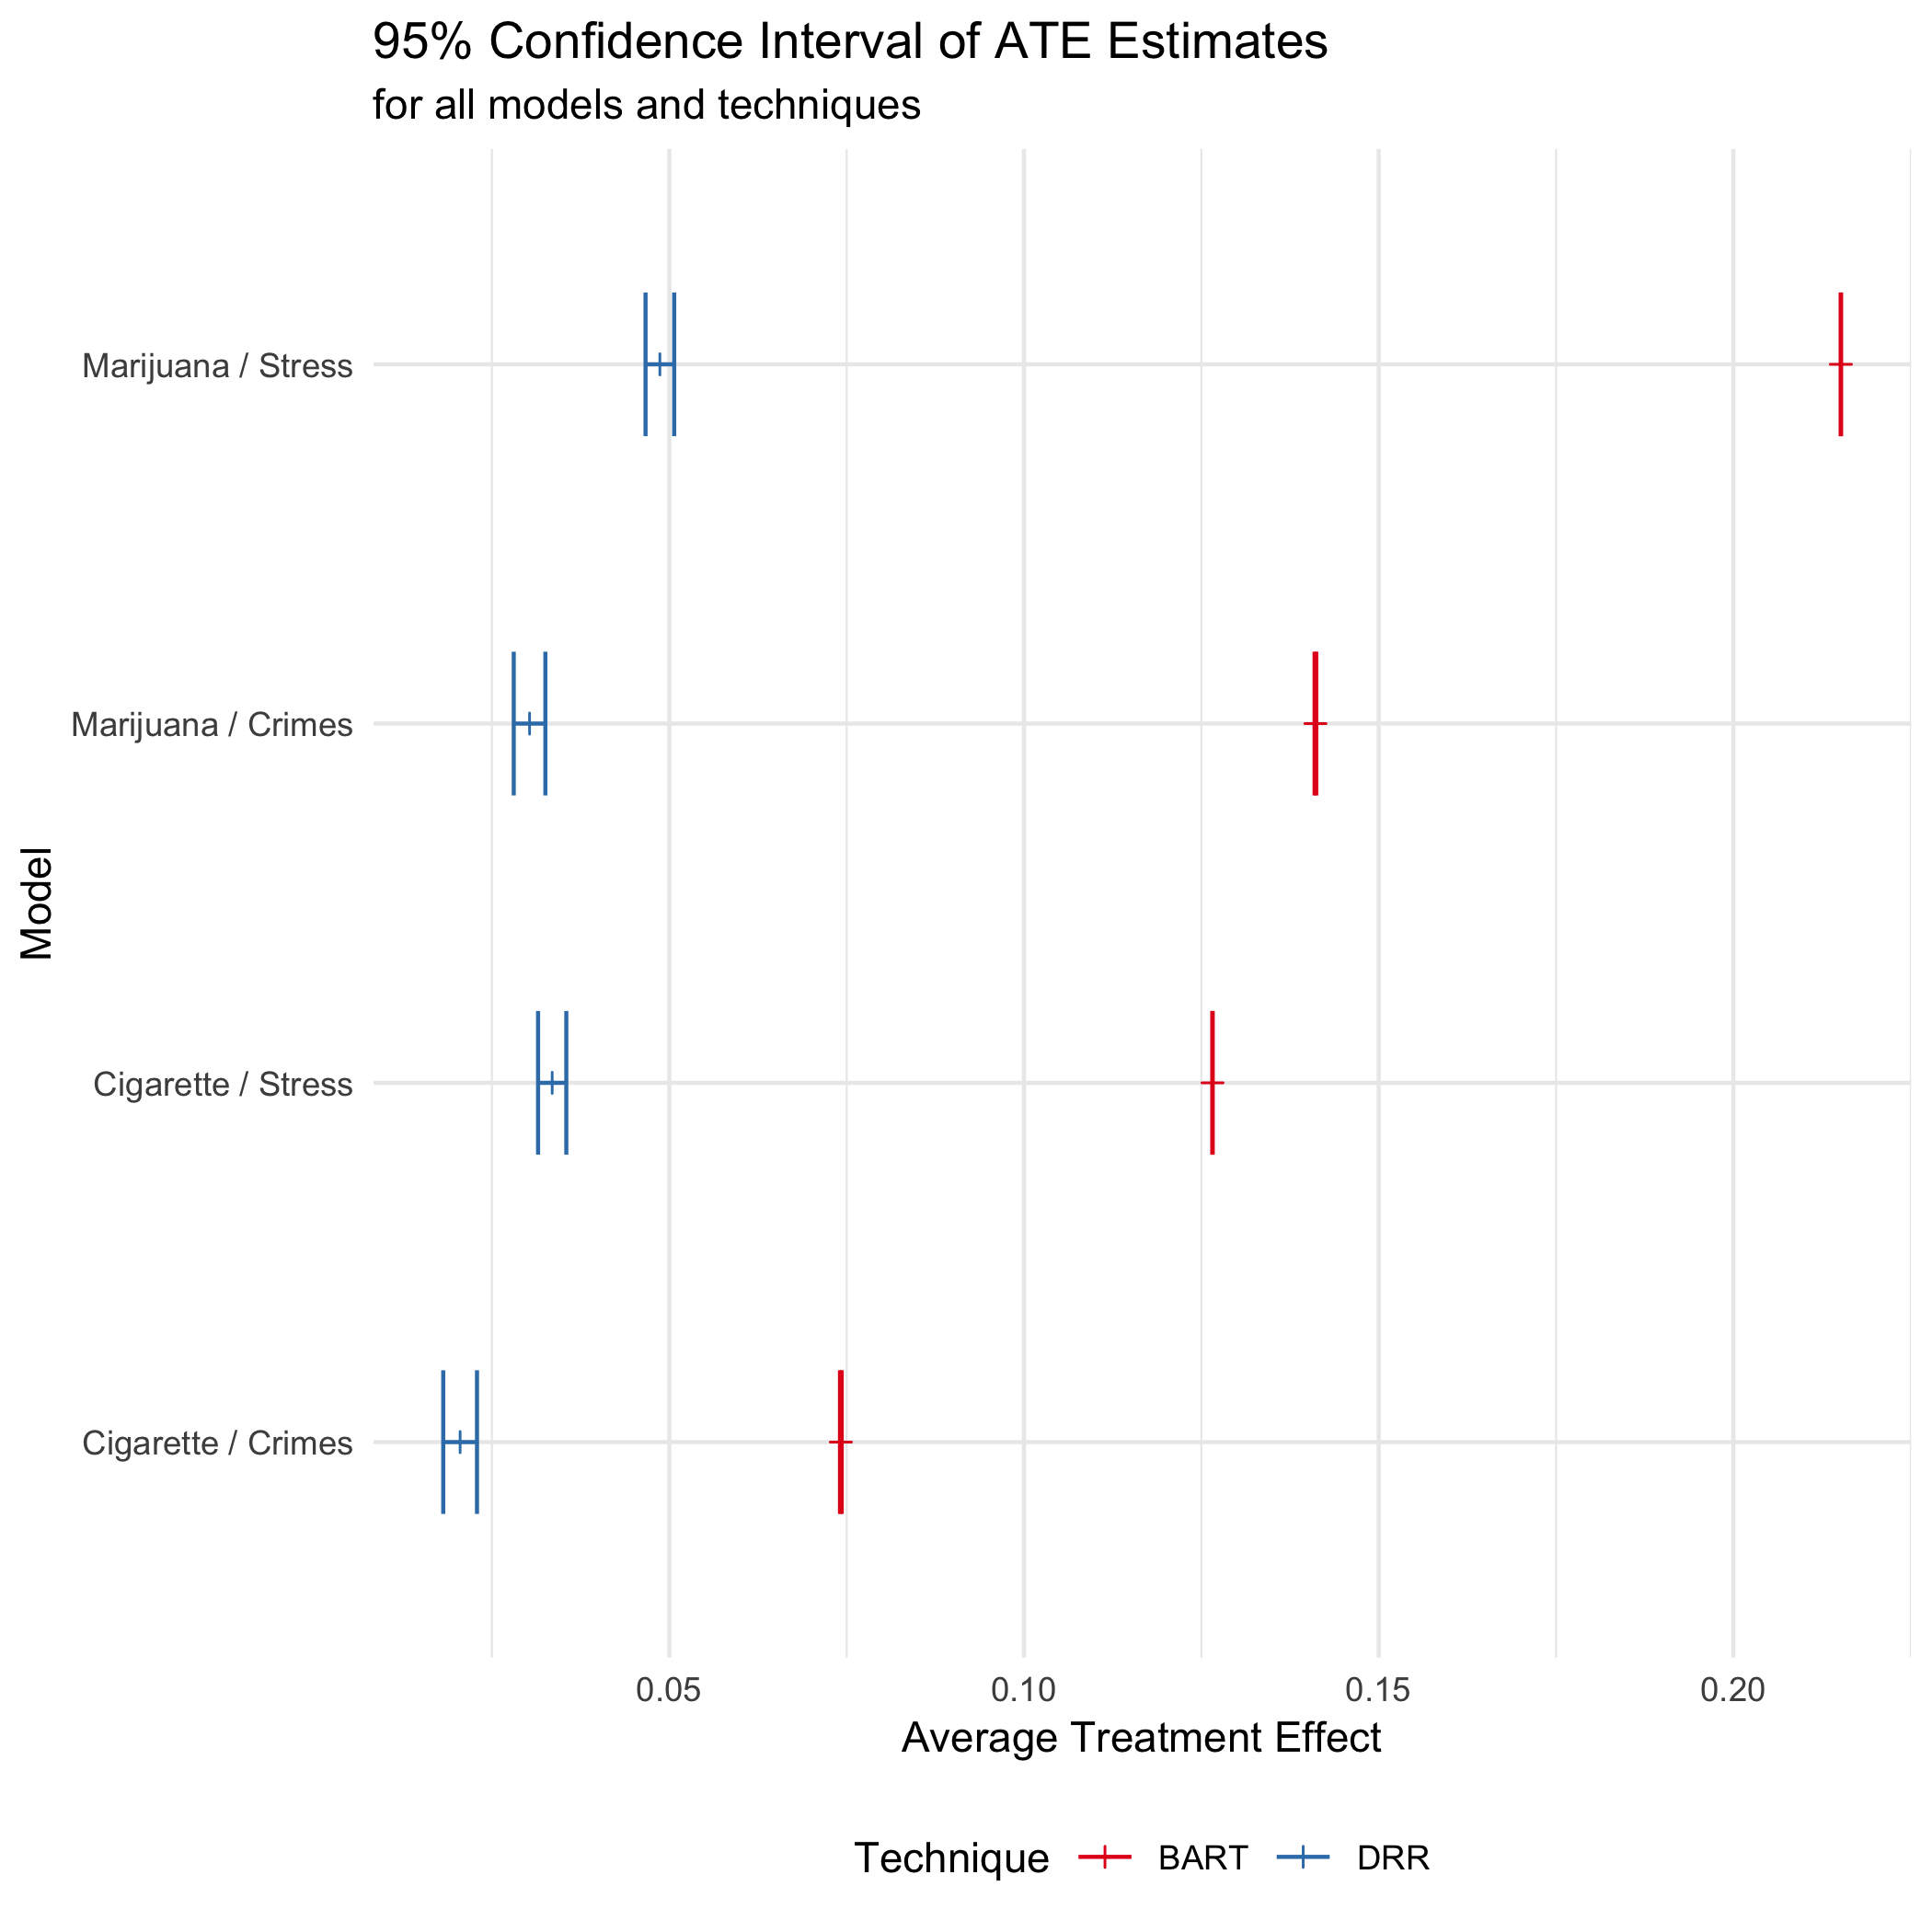 95% Confidence Interval of ATE Estimates
for all models and techniques
Marijuana / Stress
Marijuana / Crimes
Model
Cigarette / Stress
Cigarette / Crimes
0.05 0.10 0.15 0.20
Average Treatment Effect
Technique BART DRR